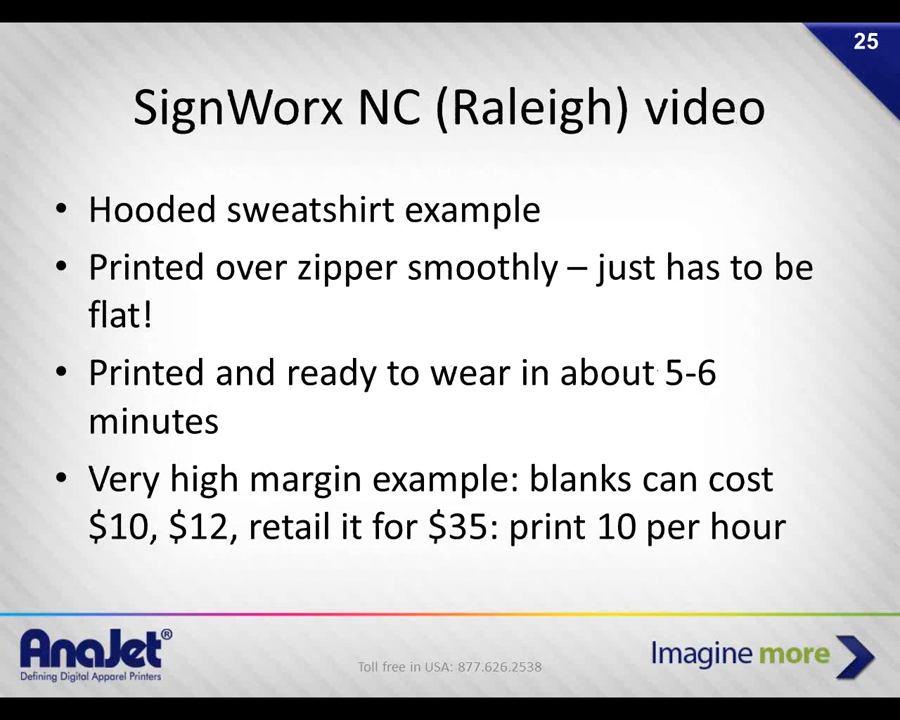 25
SignWorx NC (Raleigh) video
• Hooded sweatshirt example
• Printed over zipper smoothly – just has to be
flat!
• Printed and ready to wear in about 5-6
minutes
• Very high margin example: blanks can cost
$10, $12, retail it for $35: print 10 per hour
AnaJet®
Defining Digital Apparel Printers
Toll free in USA: 877.626.2538
Imagine more